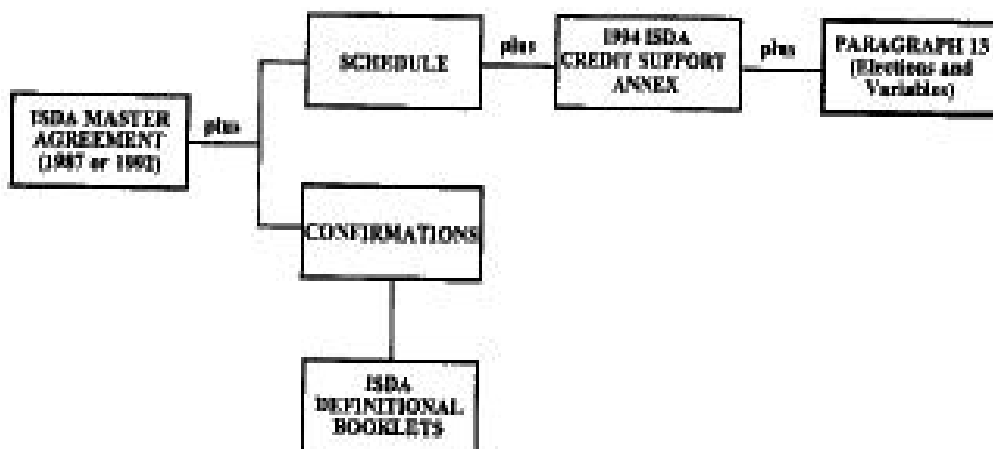 ISDA MASTER
AGREEMENT
(1987 or 1992)
plus
SCHEDULE
plus
1994 ISDA
CREDIT SUPPORT
ANNEX
plus
PARAGRAPH 13
(Elections and
Variables)
CONFIRMATIONS
ISDA
DEFINITIONAL
BOOKLETS